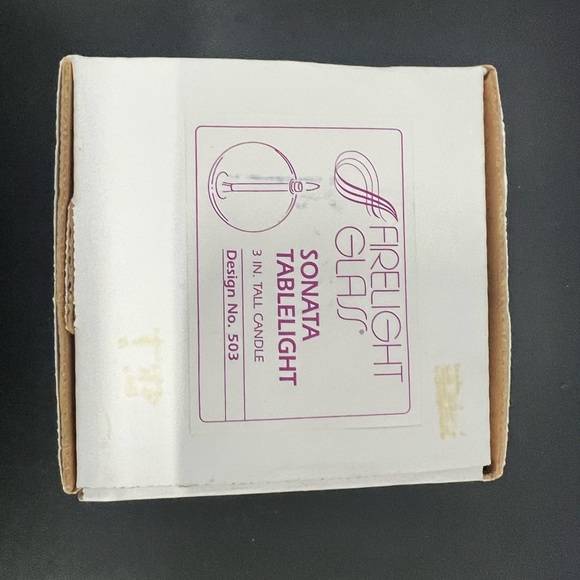 FIRELIGHT
GLASS®
SONATA
TABLELIGHT
3 IN. TALL CANDLE
Design No. 503